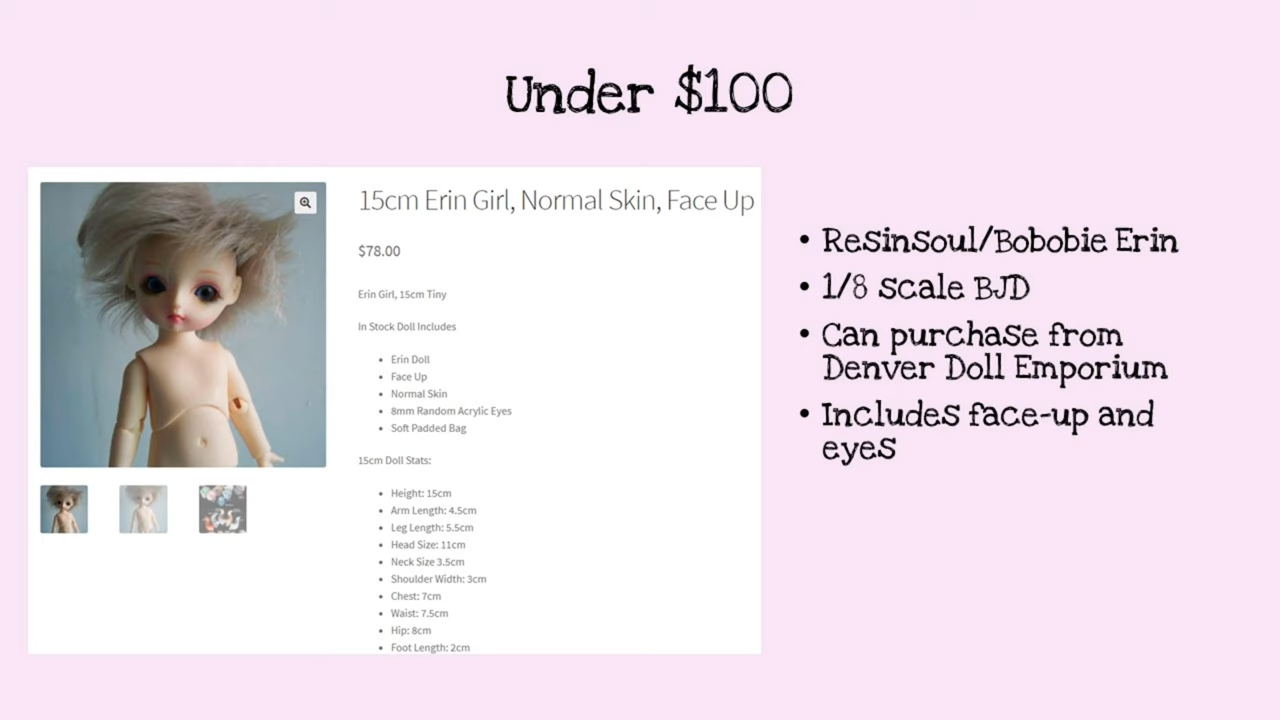 Under $100
15cm Erin Girl, Normal Skin, Face Up
$78.00
Erin Girl, 15cm Tiny
In Stock Doll Includes
• Erin Doll
• Face Up
• Normal Skin
• 8mm Random Acrylic Eyes
• Soft Padded Bag
15cm Doll Stats:
• Height: 15cm
• Arm Length: 4.5cm
• Leg Length: 5.5cm
• Head Size: 11cm
• Neck Size 3.5cm
• Shoulder Width: 3cm
• Chest: 7cm
• Waist: 7.5cm
• Hip: 8cm
• Foot Length: 2cm
• Resinsoul/Bobobie Erin
• 1/8 scale BJD
• Can purchase from
Denver Doll Emporium
• Includes face-up and
eyes